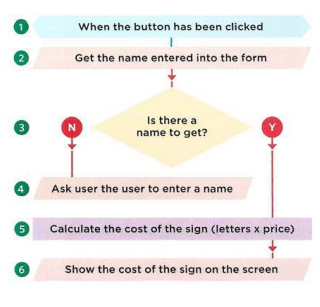 1 When the button has been clicked
2 Get the name entered into the form
Is there a
3 N name to get? Y
4 Ask user the user to enter a name
5 Calculate the cost of the sign (letters x price)
6 Show the cost of the sign on the screen